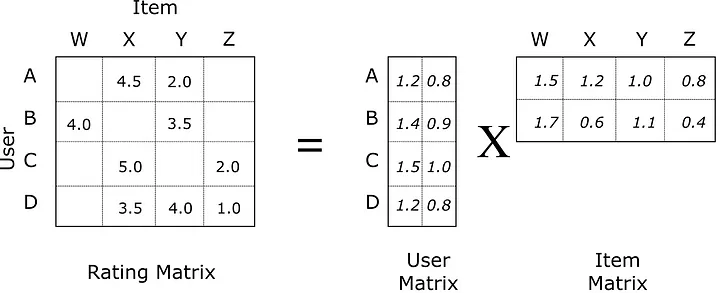 Item
W X Y Z W X Y Z
A 4.5 2.0 A 1.2 0.8 1.5 1.2 1.0 0.8
B 4.0 3.5 B 1.4 0.9 1.7 0.6 1.1 0.4
User
= X
C 5.0 2.0 C 1.5 1.0
D 3.5 4.0 1.0 D 1.2 0.8
Rating Matrix
User
Matrix
Item
Matrix